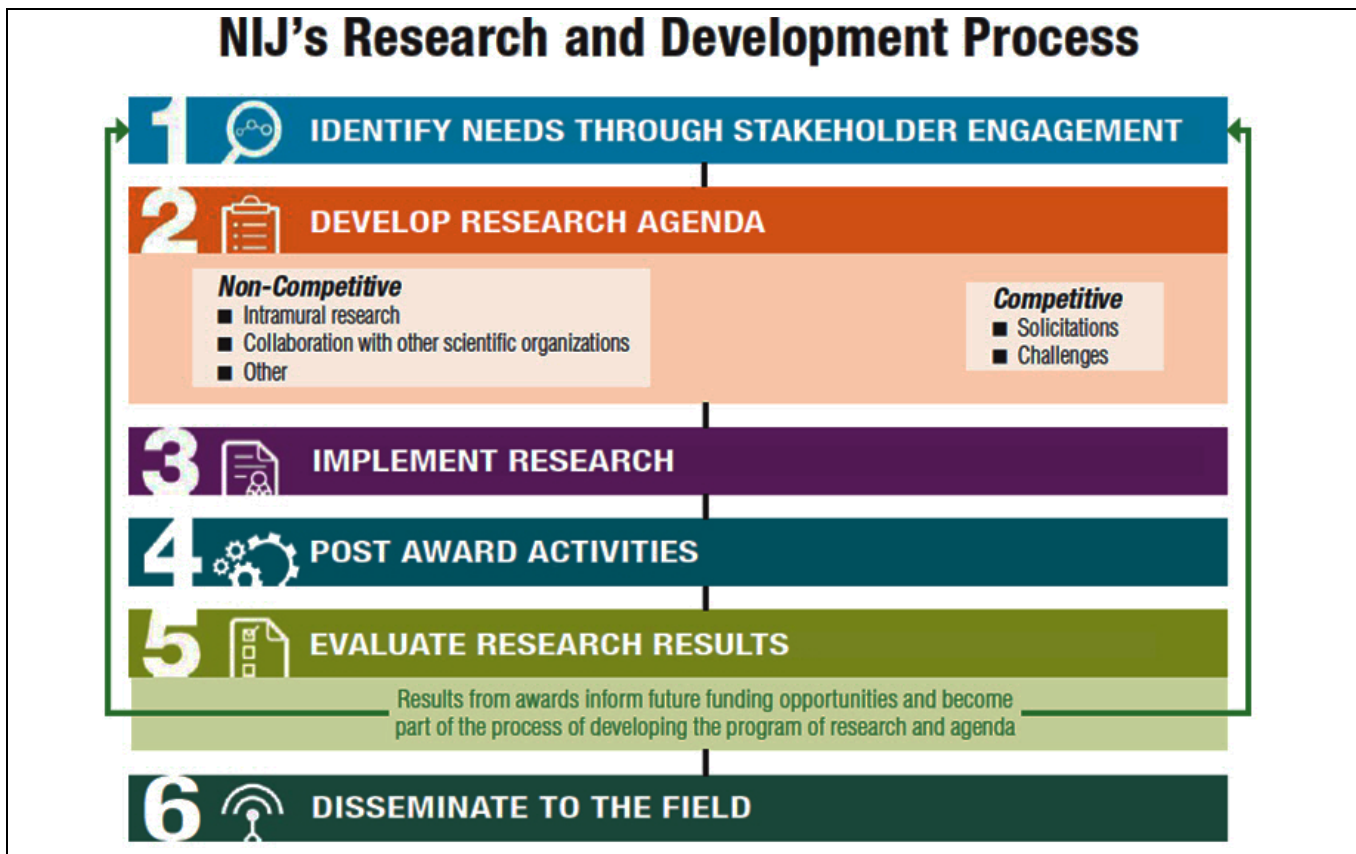 NIJ's Research and Development Process
1 IDENTIFY NEEDS THROUGH STAKEHOLDER ENGAGEMENT
2 DEVELOP RESEARCH AGENDA
Non-Competitive
■ Intramural research
■ Collaboration with other scientific organizations
■ Other
Competitive
■ Solicitations
■ Challenges
3 IMPLEMENT RESEARCH
4 POST AWARD ACTIVITIES
5 EVALUATE RESEARCH RESULTS
Results from awards inform future funding opportunities and become
part of the process of developing the program of research and agenda
6 DISSEMINATE TO THE FIELD